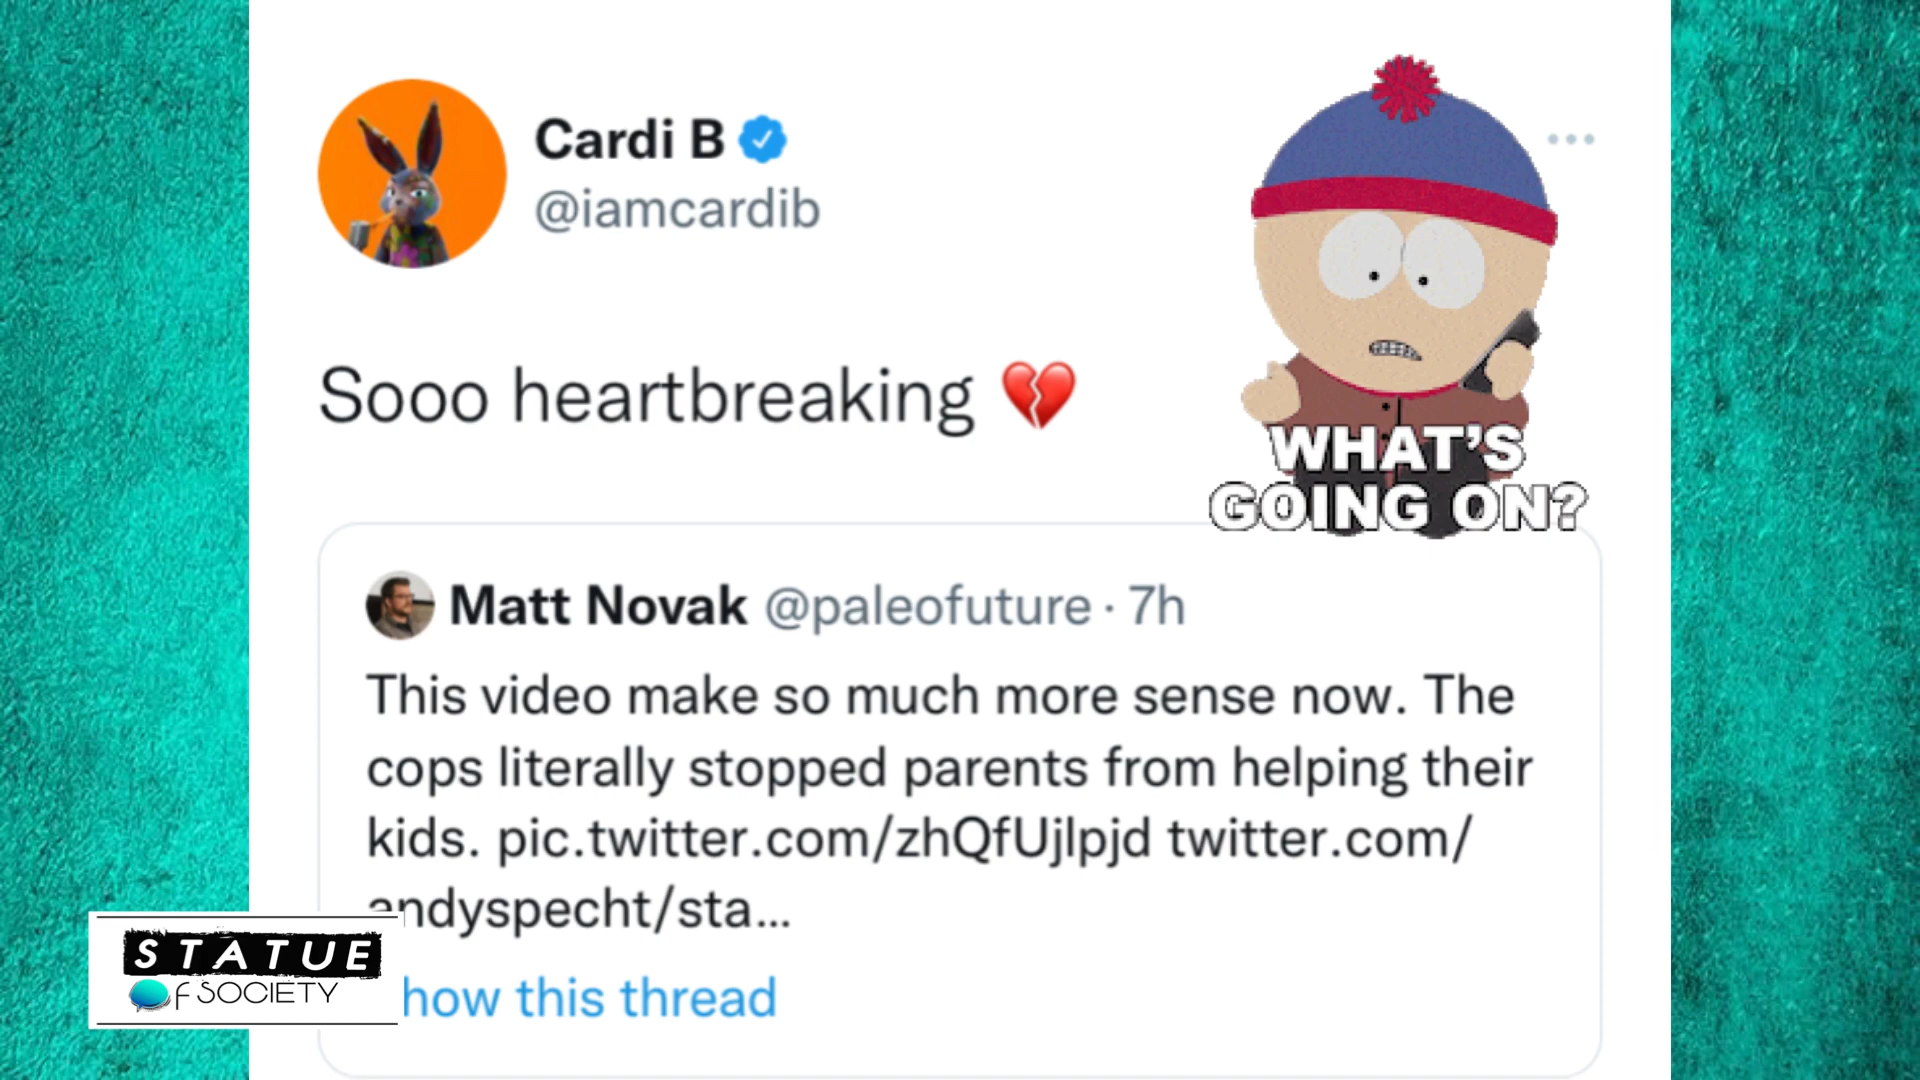 Cardi B
@iamcardib
Sooo heartbreaking 💔
WHAT'S
GOING ON?
Matt Novak @paleofuture · 7h
This video make so much more sense now. The
cops literally stopped parents from helping their
kids. pic.twitter.com/zhQfUjlpjd twitter.com/
andyspecht/sta...
how this thread
STATUE
OF SOCIETY